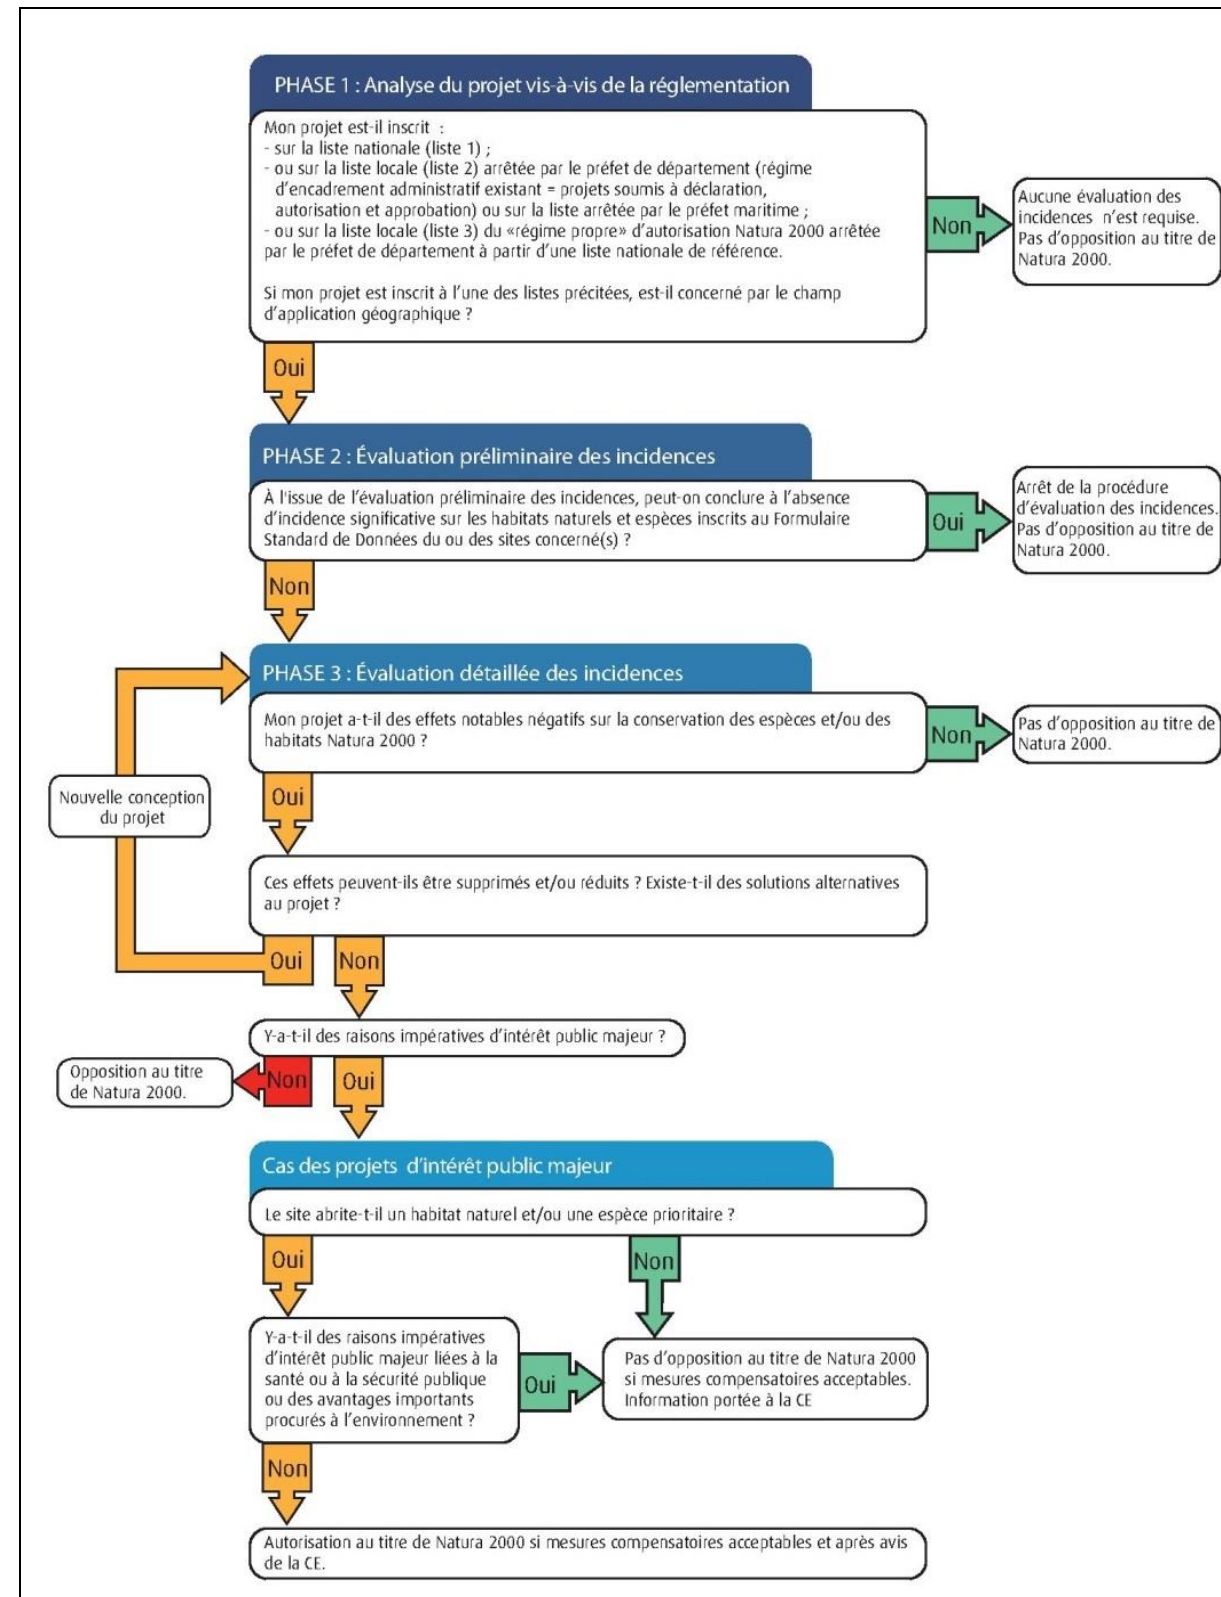 PHASE 1 : Analyse du projet vis-à-vis de la réglementation
Mon projet est-il inscrit :
- sur la liste nationale (liste 1) ;
- ou sur la liste locale (liste 2) arrêtée par le préfet de département (régime
d'encadrement administratif existant = projets soumis à déclaration,
autorisation et approbation) ou sur la liste arrêtée par le préfet maritime ;
- ou sur la liste locale (liste 3) du «régime propre» d'autorisation Natura 2000 arrêtée
par le préfet de département à partir d'une liste nationale de référence.
Si mon projet est inscrit à l'une des listes précitées, est-il concerné par le champ
d'application géographique ?
Non
Aucune évaluation des
incidences n'est requise.
Pas d'opposition au titre de
Natura 2000.
Oui
PHASE 2 : Évaluation préliminaire des incidences
À l'issue de l'évaluation préliminaire des incidences, peut-on conclure à l'absence
d'incidence significative sur les habitats naturels et espèces inscrits au Formulaire
Standard de Données du ou des sites concerné(s) ?
Oui
Arrêt de la procédure
d'évaluation des incidences.
Pas d'opposition au titre de
Natura 2000.
Non
PHASE 3 : Évaluation détaillée des incidences
Mon projet a-t-il des effets notables négatifs sur la conservation des espèces et/ou des
habitats Natura 2000 ?
Non
Pas d'opposition au titre de
Natura 2000.
Oui
Nouvelle conception
du projet
Ces effets peuvent-ils être supprimés et/ou réduits ? Existe-t-il des solutions alternatives
au projet ?
Oui
Non
Y-a-t-il des raisons impératives d'intérêt public majeur ?
Non
Opposition au titre
de Natura 2000.
Oui
Cas des projets d'intérêt public majeur
Le site abrite-t-il un habitat naturel et/ou une espèce prioritaire ?
Oui
Non
Y-a-t-il des raisons impératives
d'intérêt public majeur liées à la
santé ou à la sécurité publique
ou des avantages importants
procurés à l'environnement ?
Oui
Pas d'opposition au titre de Natura 2000
si mesures compensatoires acceptables.
Information portée à la CE
Non
Autorisation au titre de Natura 2000 si mesures compensatoires acceptables et après avis
de la CE.